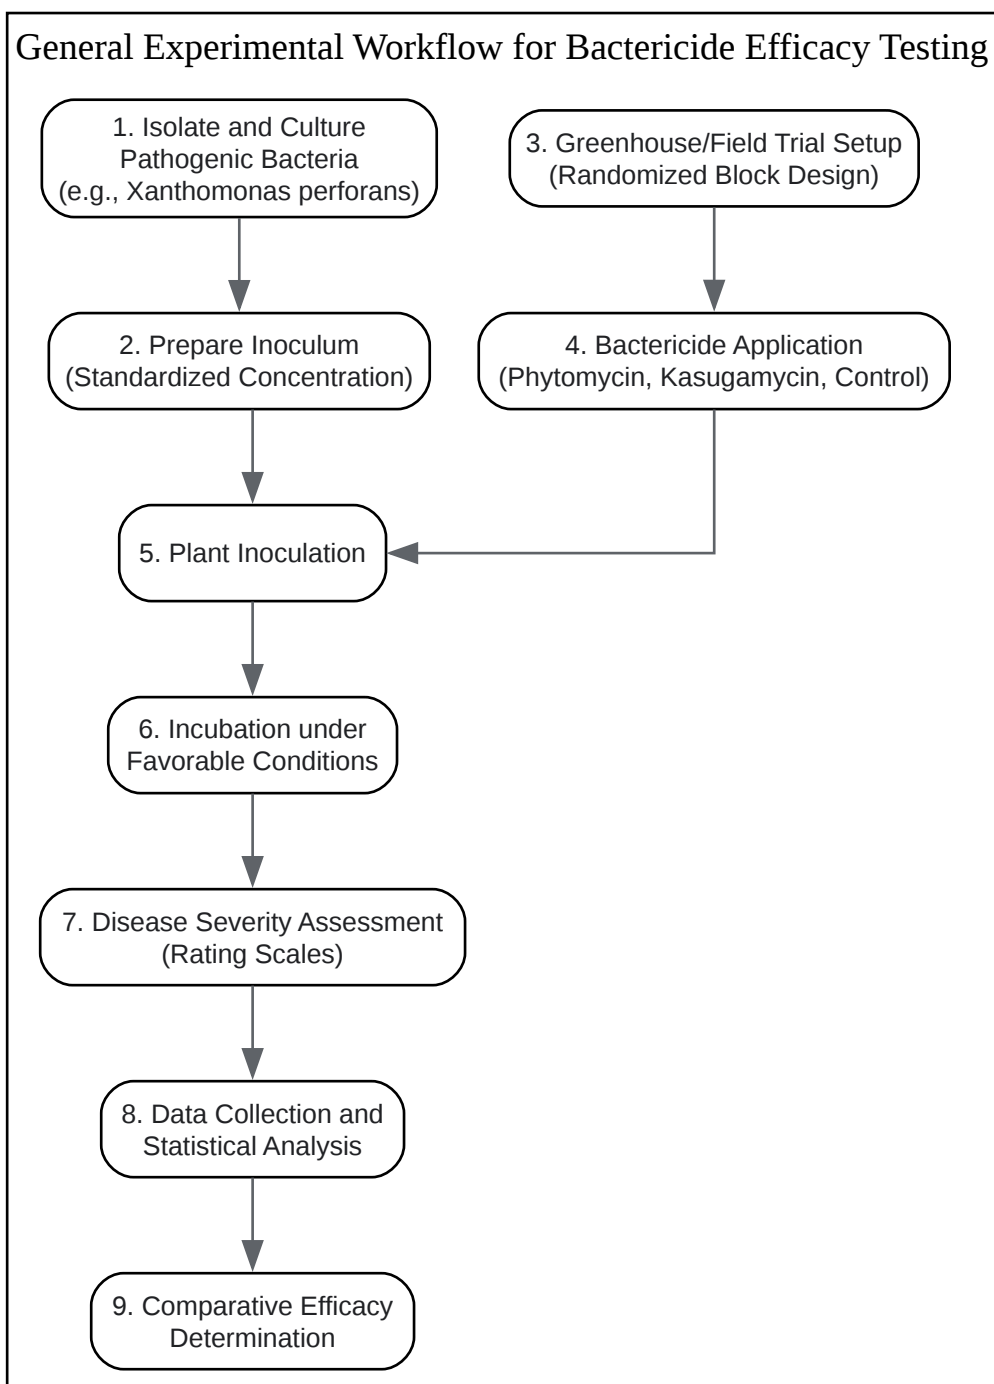 General Experimental Workflow for Bactericide Efficacy Testing
1. Isolate and Culture
Pathogenic Bacteria
(e.g., Xanthomonas perforans)
3. Greenhouse/Field Trial Setup
(Randomized Block Design)
2. Prepare Inoculum
(Standardized Concentration)
4. Bactericide Application
(Phytomycin, Kasugamycin, Control)
5. Plant Inoculation
6. Incubation under
Favorable Conditions
7. Disease Severity Assessment
(Rating Scales)
8. Data Collection and
Statistical Analysis
9. Comparative Efficacy
Determination